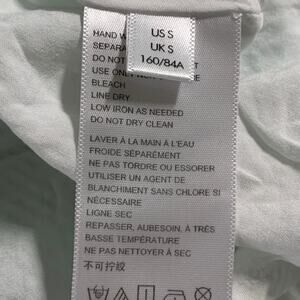 US S
UK S
160/84A
HAND W
SEPARA
DO NOT
USE ONLY
BLEACH
LINE DRY
LOW IRON AS NEEDED
DO NOT DRY CLEAN
LAVER À LA MAIN À L'EAU
FROIDE SÉPARÉMENT
NE PAS TORDRE OU ESSORER
UTILISER UN AGENT DE
BLANCHIMENT SANS CHLORE SI
NÉCESSAIRE
LIGNE SEC
REPASSER, AUBESOIN, À TRÈS
BASSE TEMPÉRATURE
NE PAS NETTOYER À SEC
不可拧绞